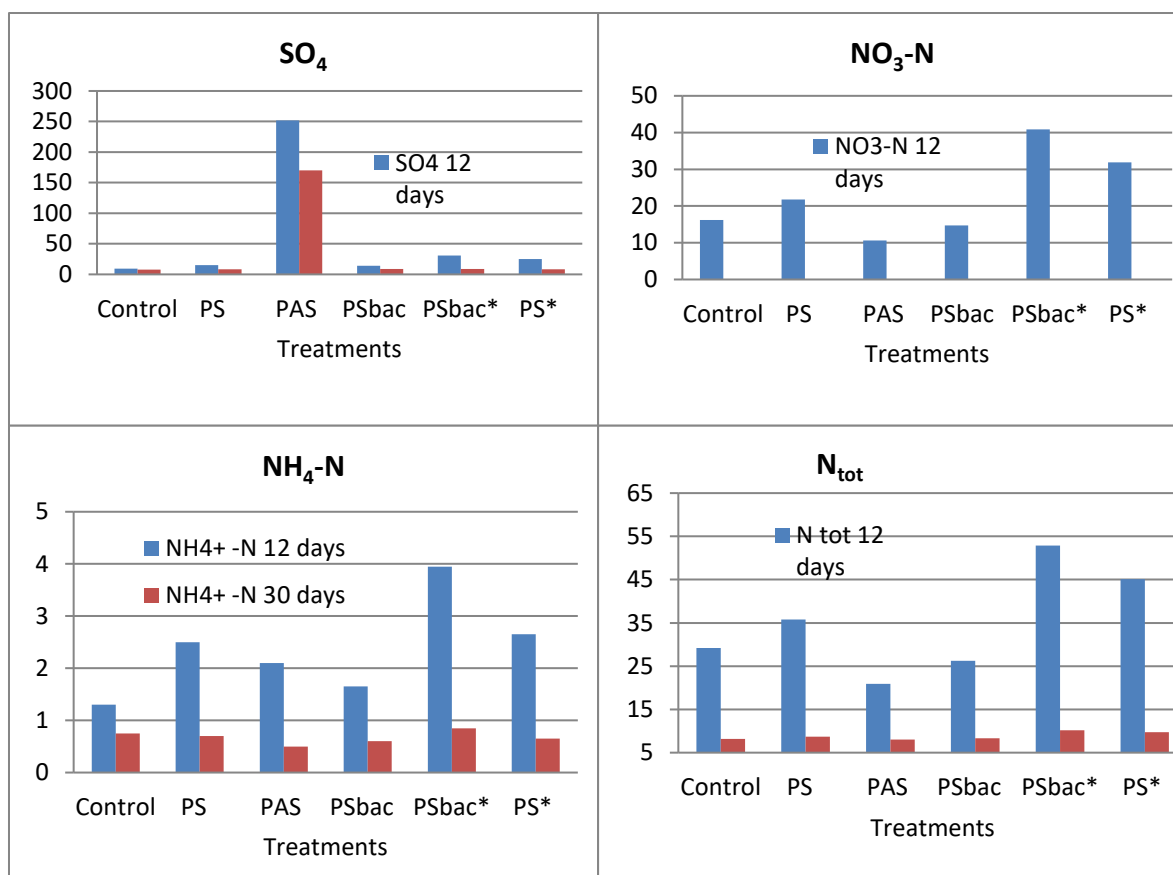 SO4
300
250
200
150
100
50
0
SO4 12
days
Control PS PAS PSbac PSbac* PS*
Treatments
NO3-N
50
40
30
20
10
0
NO3-N 12
days
Control PS PAS PSbac PSbac* PS*
Treatments
NH4-N
5
4
3
2
1
0
NH4+ -N 12 days
NH4+ -N 30 days
Control PS PAS PSbac PSbac* PS*
Treatments
Ntot
65
55
45
35
25
15
5
N tot 12
days
Control PS PAS PSbac PSbac* PS*
Treatments